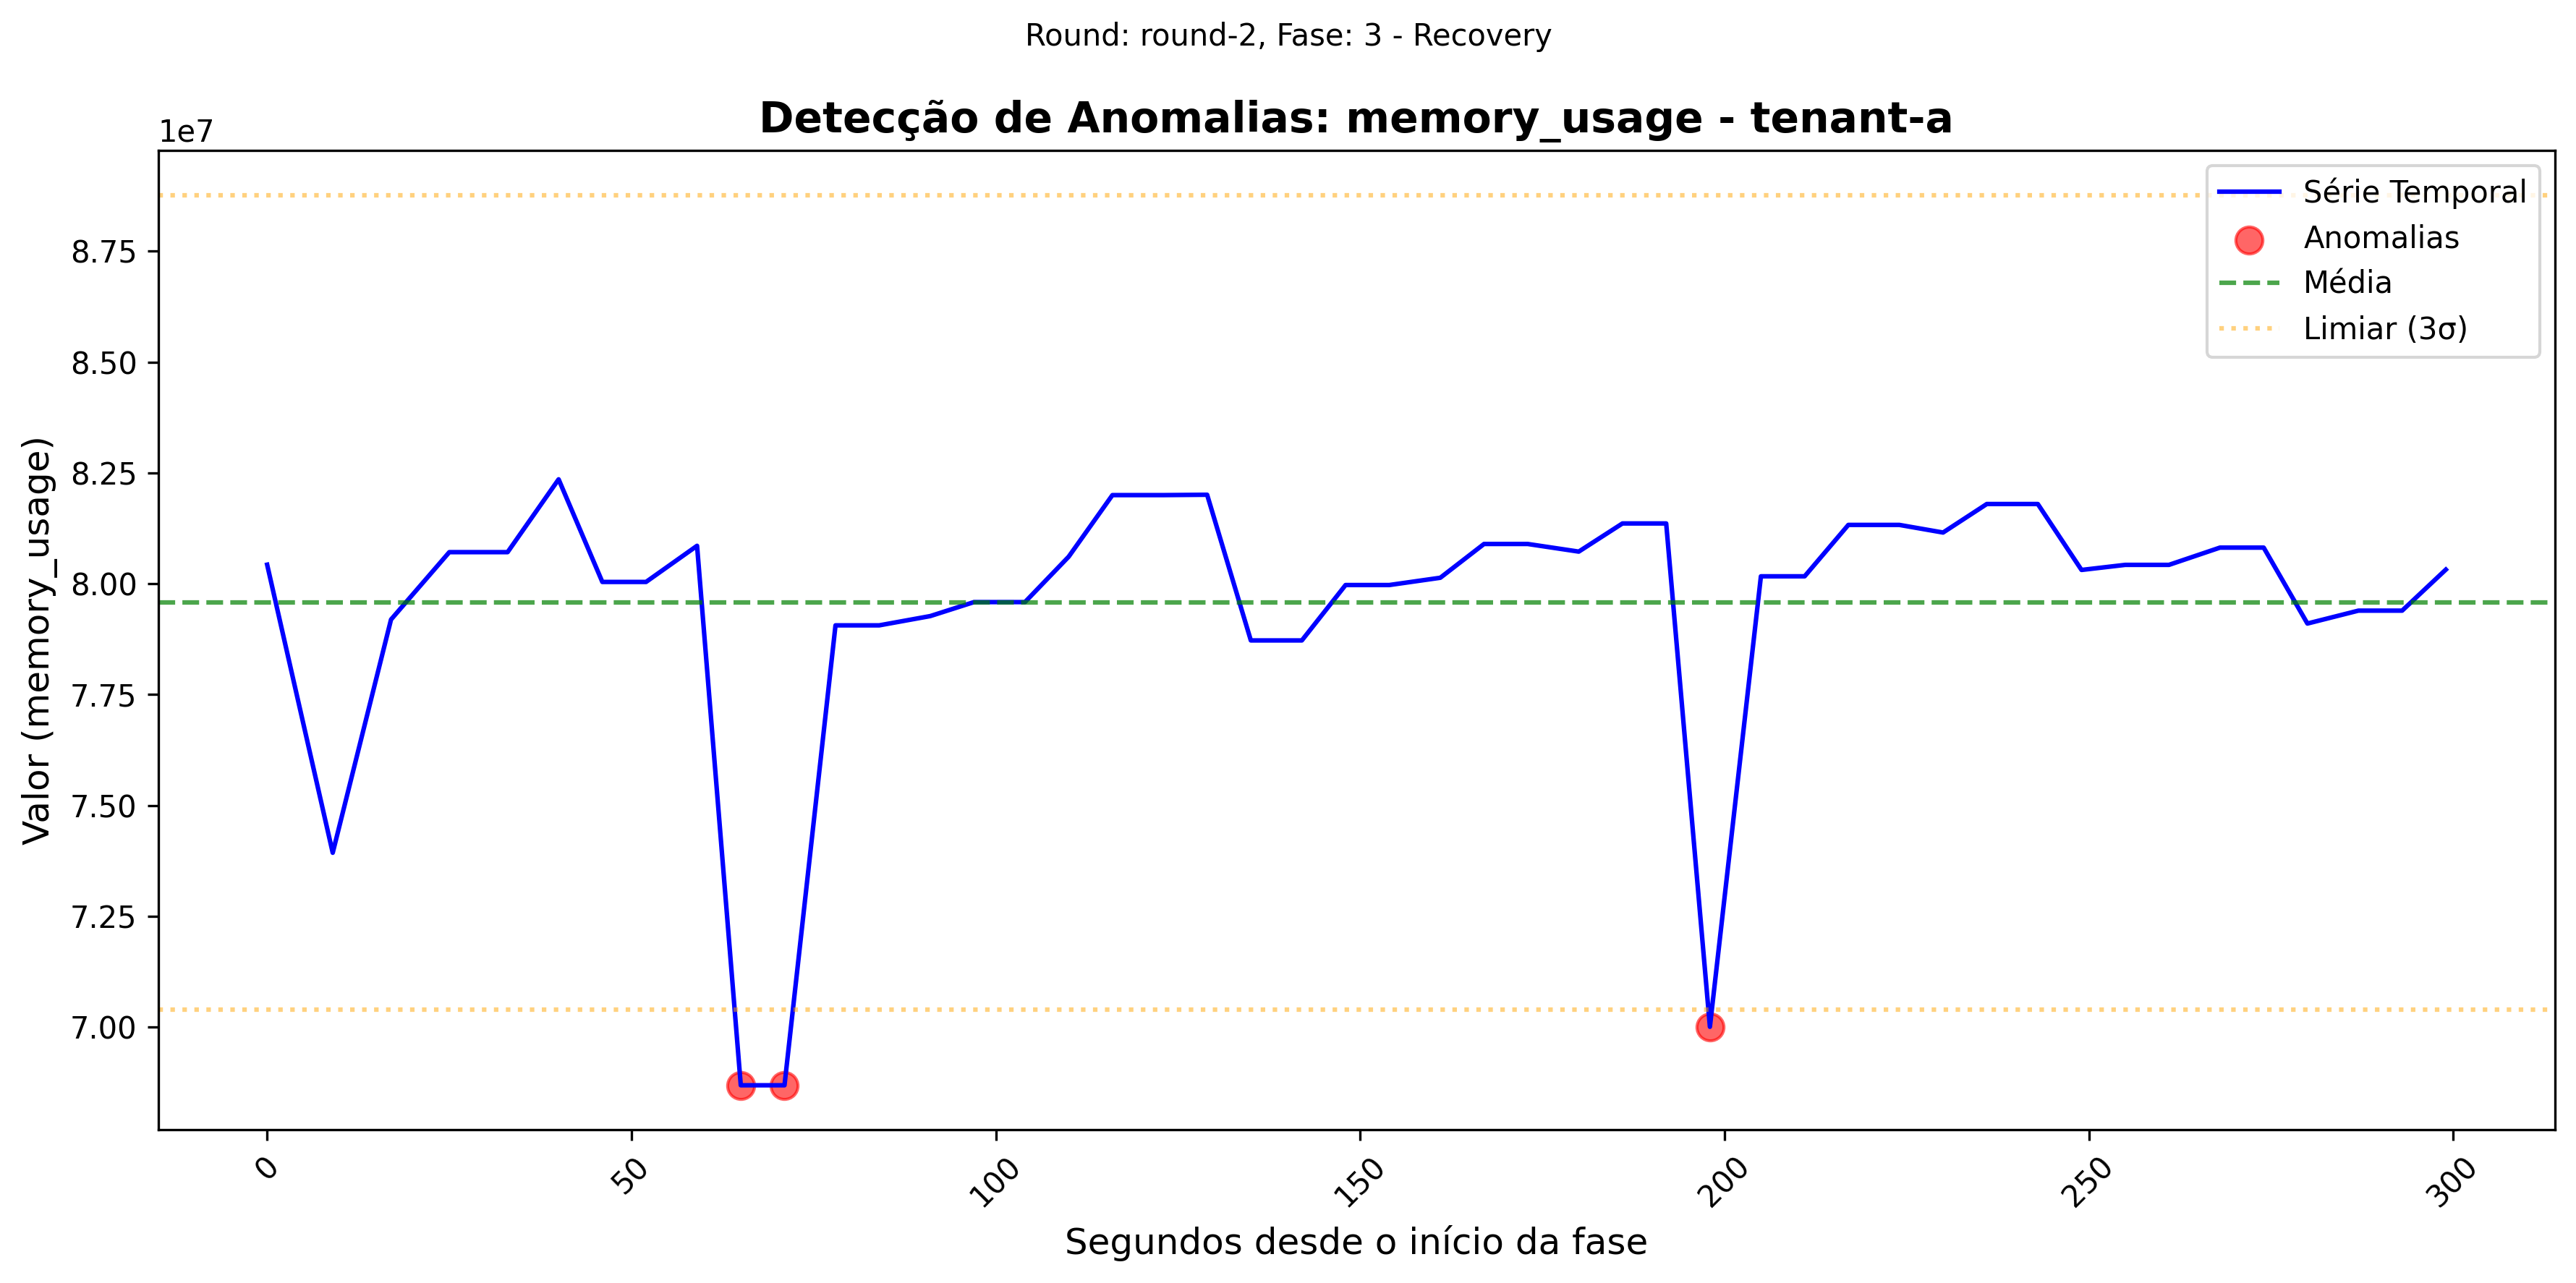 Round: round-2, Fase: 3 - Recovery
Detecção de Anomalias: memory_usage - tenant-a
1e7
Série Temporal
Anomalias
Média
Limiar (3σ)
8.75
8.50
8.25
8.00
7.75
7.50
7.25
7.00
Valor (memory_usage)
0
50
100
150
200
250
300
Segundos desde o início da fase